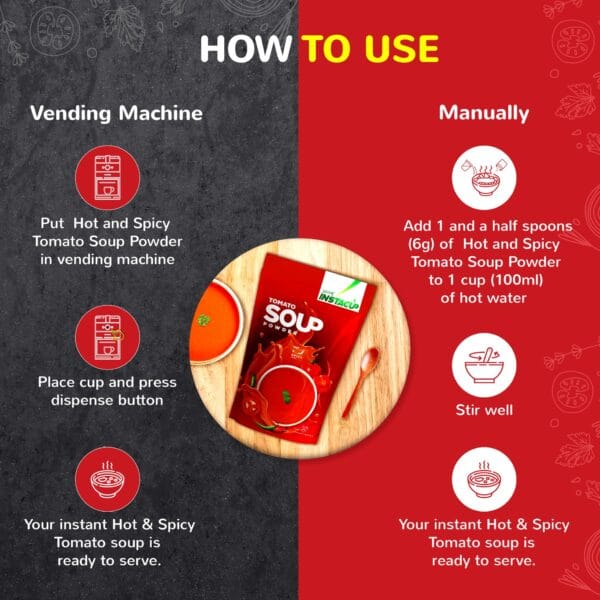 HOW TO USE
Vending Machine
Put Hot and Spicy
Tomato Soup Powder
in vending machine
Place cup and press
dispense button
Your instant Hot & Spicy
Tomato soup is
ready to serve.
INSTACUP
TOMATO
SOUP
POWDER
Manually
Add 1 and a half spoons
(6g) of Hot and Spicy
Tomato Soup Powder
to 1 cup (100ml)
of hot water
Stir well
Your instant Hot & Spicy
Tomato soup is
ready to serve.